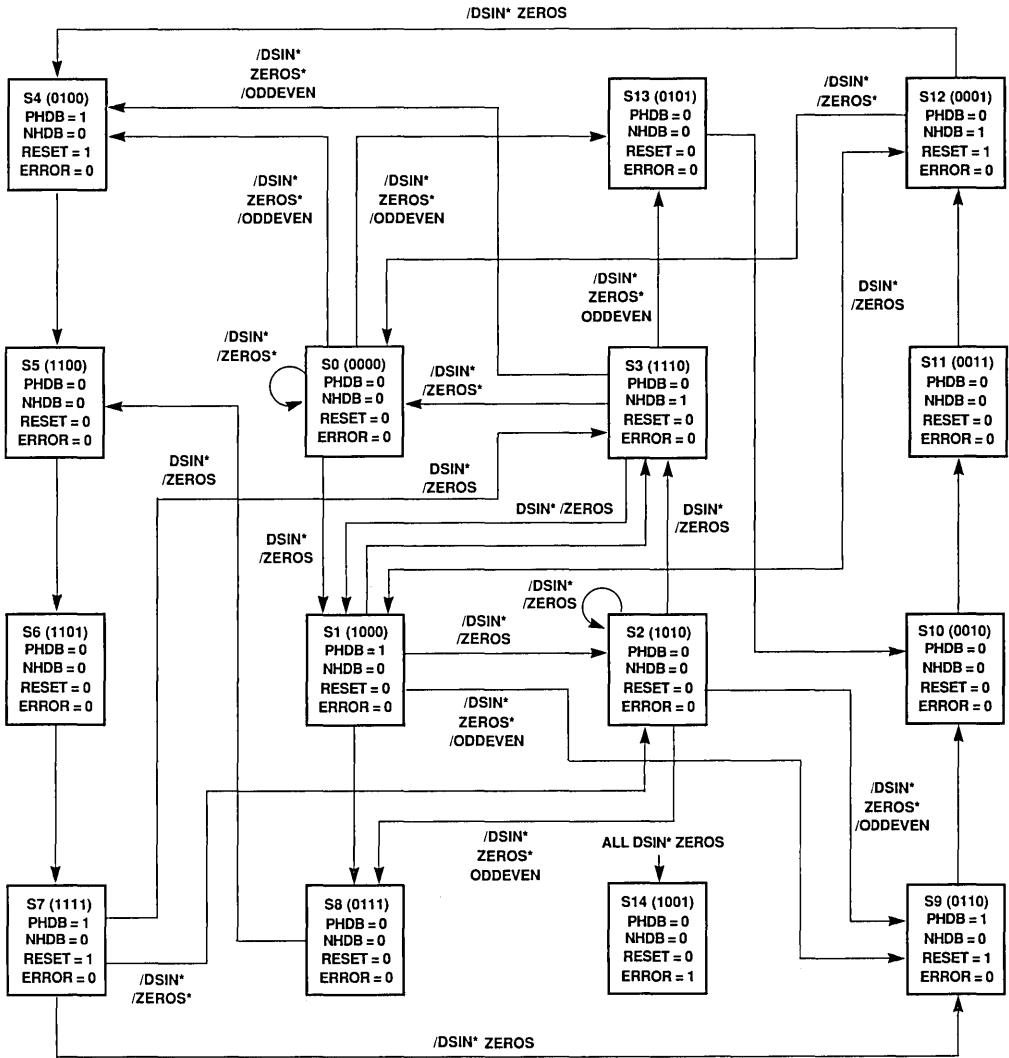 /DSIN* ZEROS
S4 (0100)
PHDB = 1
NHDB = 0
RESET = 1
ERROR = 0
/DSIN*
ZEROS*
/ODDEVEN
S13 (0101)
PHDB = 0
NHDB = 0
RESET = 0
ERROR = 0
/DSIN*
/ZEROS*
S12 (0001)
PHDB = 0
NHDB = 1
RESET = 1
ERROR = 0
/DSIN*
ZEROS*
/ODDEVEN
/DSIN*
ZEROS*
/ODDEVEN
/DSIN*
ZEROS*
ODDEVEN
DSIN*
/ZEROS
S5 (1100)
PHDB = 0
NHDB = 0
RESET = 0
ERROR = 0
/DSIN*
/ZEROS*
S0 (0000)
PHDB = 0
NHDB = 0
RESET = 0
ERROR = 0
/DSIN*
/ZEROS*
S3 (1110)
PHDB = 0
NHDB = 1
RESET = 0
ERROR = 0
S11 (0011)
PHDB = 0
NHDB = 0
RESET = 0
ERROR = 0
DSIN*
/ZEROS
DSIN*
/ZEROS
DSIN* /ZEROS
DSIN*
/ZEROS
DSIN*
/ZEROS
/DSIN*
/ZEROS
S6 (1101)
PHDB = 0
NHDB = 0
RESET = 0
ERROR = 0
S1 (1000)
PHDB = 1
NHDB = 0
RESET = 0
ERROR = 0
/DSIN*
/ZEROS
S2 (1010)
PHDB = 0
NHDB = 0
RESET = 0
ERROR = 0
S10 (0010)
PHDB = 0
NHDB = 0
RESET = 0
ERROR = 0
/DSIN*
ZEROS*
/ODDEVEN
/DSIN*
ZEROS*
/ODDEVEN
/DSIN*
ZEROS*
ODDEVEN
ALL DSIN* ZEROS
S7 (1111)
PHDB = 1
NHDB = 0
RESET = 1
ERROR = 0
S8 (0111)
PHDB = 0
NHDB = 0
RESET = 0
ERROR = 0
S14 (1001)
PHDB = 0
NHDB = 0
RESET = 0
ERROR = 1
S9 (0110)
PHDB = 1
NHDB = 0
RESET = 1
ERROR = 0
/DSIN*
/ZEROS*
/DSIN* ZEROS